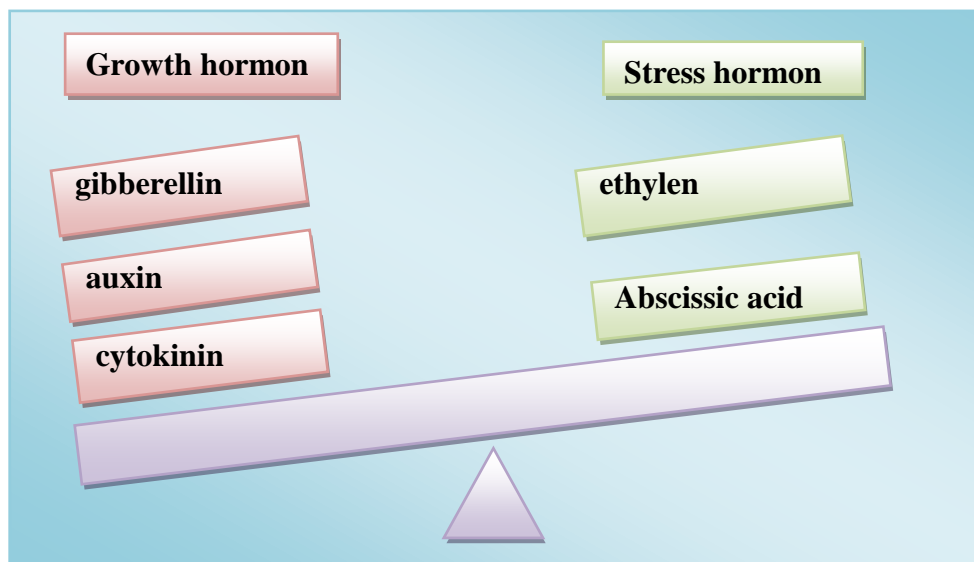 Growth hormon
Stress hormon
gibberellin
ethylen
auxin
Abscissic acid
cytokinin